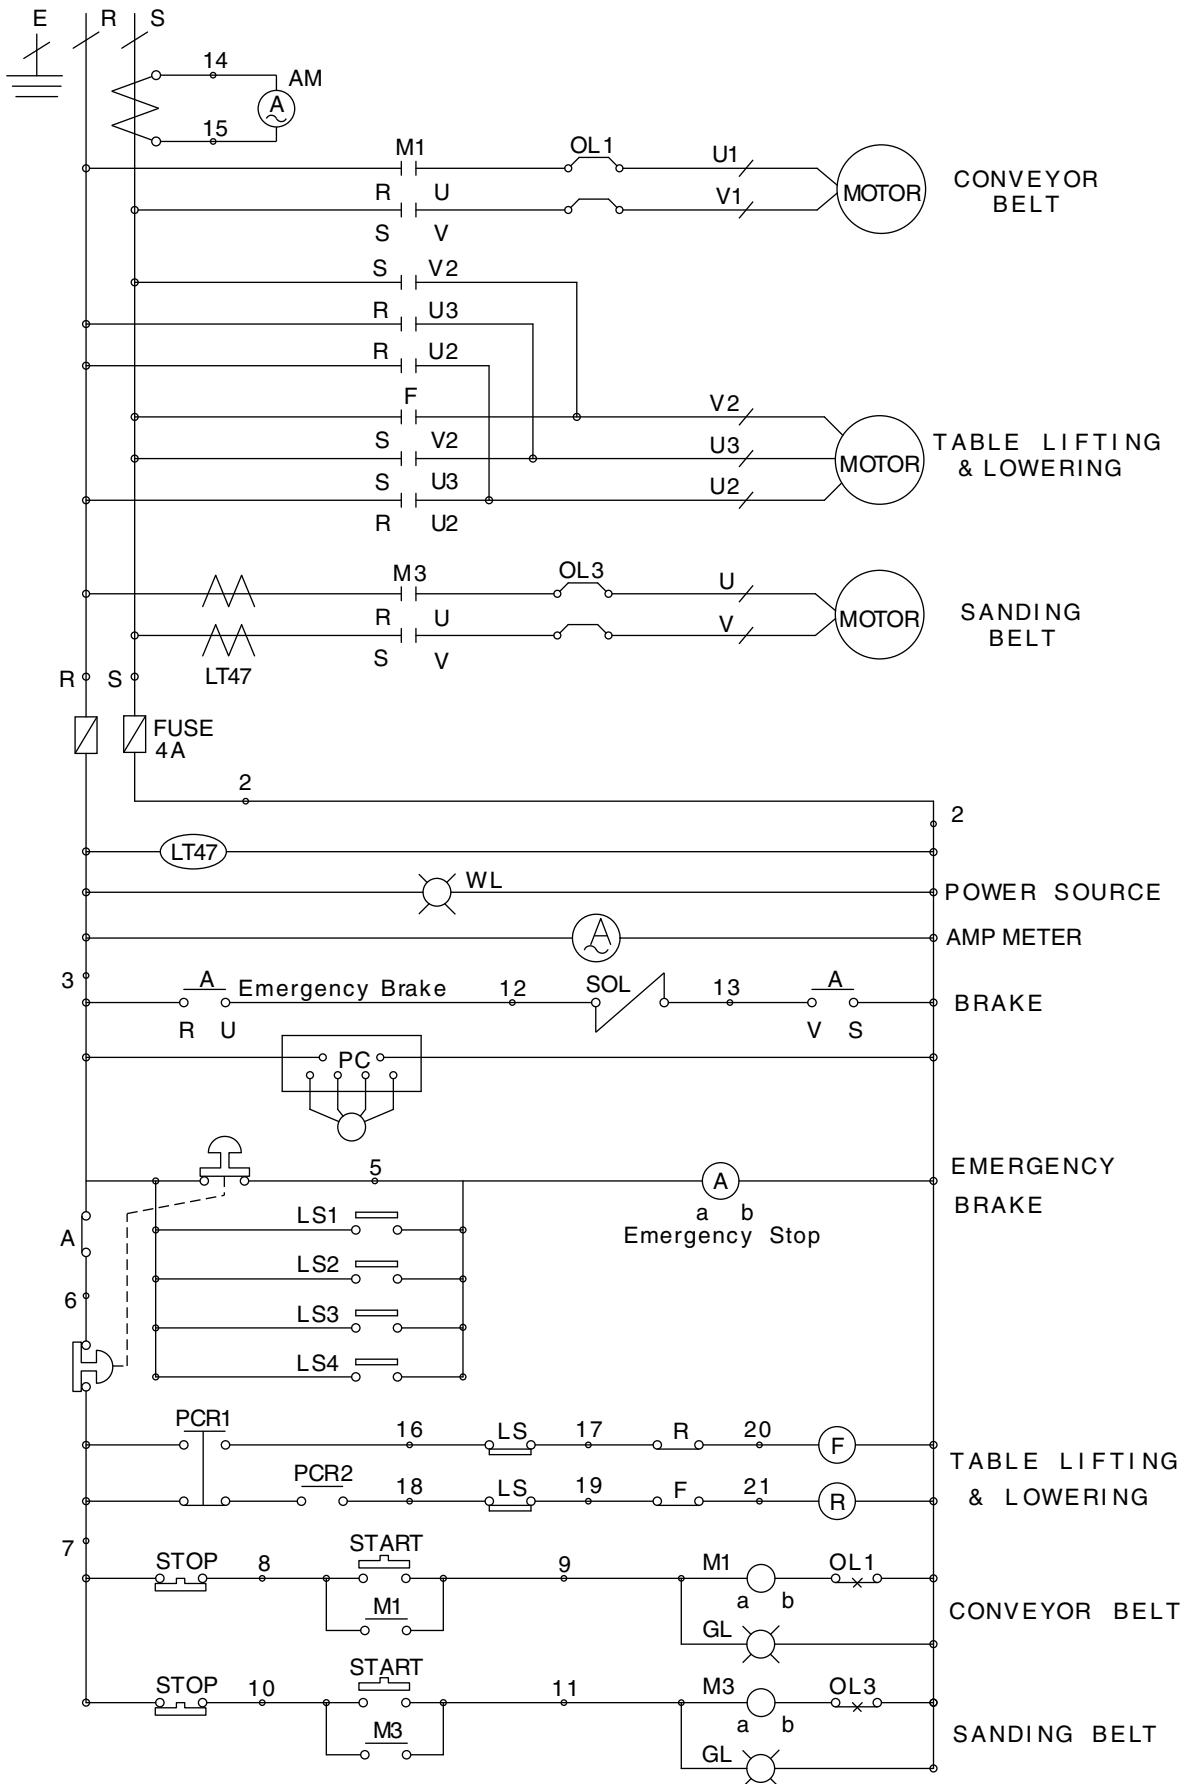 E R S
14
AM
A
15
M1 OL1 U1
R U
MOTOR
CONVEYOR
BELT
V1
S V
S V2
R U3
R U2
F V2
S V2 U3
MOTOR
TABLE LIFTING
& LOWERING
S U3 U2
R U2
M3 OL3 U
R U
MOTOR
SANDING
BELT
V
S V
LT47
R S
FUSE
4A
2
2
LT47
WL
POWER SOURCE
A
AMP METER
3
A Emergency Brake 12 SOL 13 A
R U V S
BRAKE
PC
5
A
a b
Emergency Stop
EMERGENCY
BRAKE
LS1
A
LS2
6
LS3
LS4
PCR1 16 LS 17 R 20 F
PCR2 18 LS 19 F 21 R
TABLE LIFTING
& LOWERING
7
STOP 8 START 9 M1 OL1
M1 a b
GL
CONVEYOR BELT
STOP 10 START 11 M3 OL3
M3 a b
GL
SANDING BELT